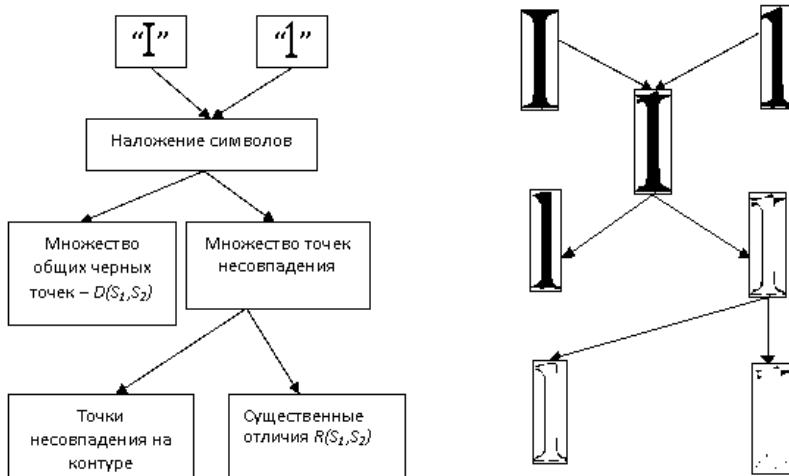 “I” “1”
Наложение символов
Множество
общих черных
точек – D(S₁,S₂)
Множество точек
несовпадения
Точки
несовпадения на
контуре
Существенные
отличия R(S₁,S₂)